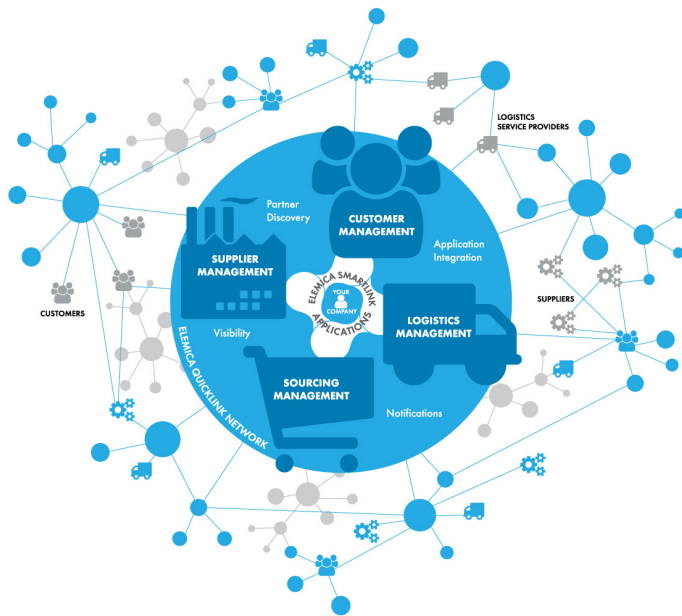 LOGISTICS
SERVICE PROVIDERS
Partner
Discovery
CUSTOMER
MANAGEMENT
Application
Integration
SUPPLIER
MANAGEMENT
ELEMICA SMARTLINK
APPLICATIONS
YOUR
COMPANY
CUSTOMERS
SUPPLIERS
LOGISTICS
MANAGEMENT
Visibility
SOURCING
MANAGEMENT
Notifications
ELEMICA QUICKLINK NETWORK